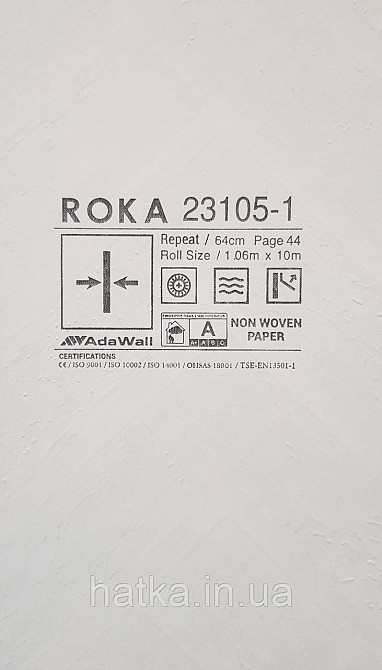 ROKA 23105-1
Repeat / 64cm Page 44
Roll Size / 1.06m x 10m
A
A+ A B C
NON WOVEN
PAPER
AdaWall
CERTIFICATIONS
CE / ISO 9001 / ISO 10002 / ISO 14001 / OHSAS 18001 / TSE-EN13501-1
hatka.in.ua